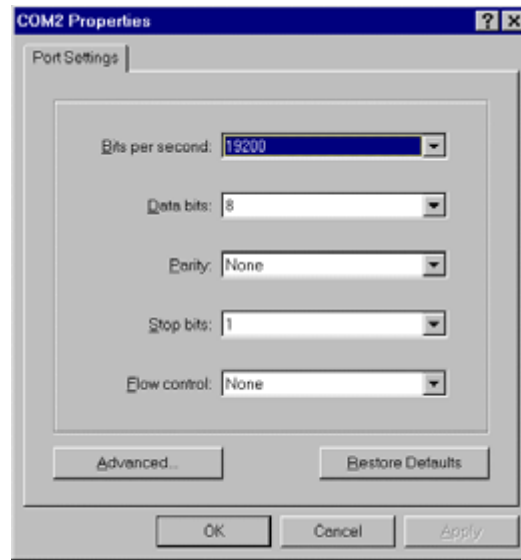 COM2 Properties
Port Settings
Bits per second: 19200
Data bits: 8
Parity: None
Stop bits: 1
Flow control: None
Advanced...
Restore Defaults
OK
Cancel
Apply